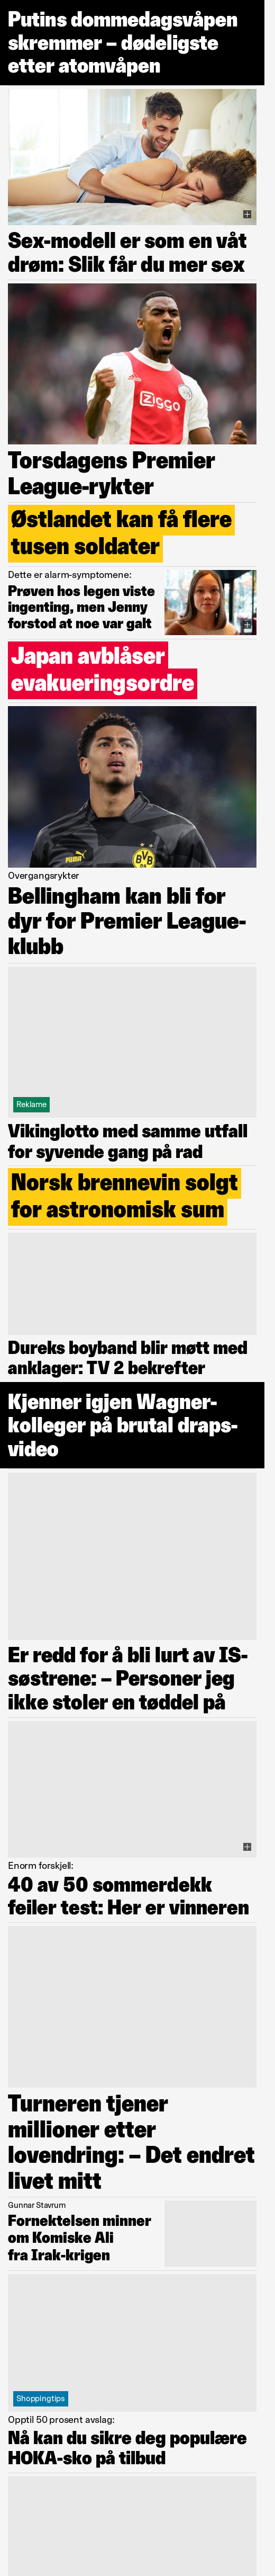 Putins dommedagsvåpen
skremmer – dødeligste
etter atomvåpen
Sex-modell er som en våt
drøm: Slik får du mer sex
ZIGGO
Torsdagens Premier
League-rykter
Østlandet kan få flere
tusen soldater
Dette er alarm-symptomene:
Prøven hos legen viste
ingenting, men Jenny
forstod at noe var galt
Japan avblåser
evakueringsordre
PUMA
BVB
09
Overgangsrykter
Bellingham kan bli for
dyr for Premier League-
klubb
Reklame
Vikinglotto med samme utfall
for syvende gang på rad
Norsk brennevin solgt
for astronomisk sum
Dureks boyband blir møtt med
anklager: TV 2 bekrefter
Kjenner igjen Wagner-
kolleger på brutal draps-
video
Er redd for å bli lurt av IS-
søstrene: – Personer jeg
ikke stoler en tøddel på
Enorm forskjell:
40 av 50 sommerdekk
feiler test: Her er vinneren
Turneren tjener
millioner etter
lovendring: – Det endret
livet mitt
Gunnar Stavrum
Fornektelsen minner
om Komiske Ali
fra Irak-krigen
Shoppingtips
Opptil 50 prosent avslag:
Nå kan du sikre deg populære
HOKA-sko på tilbud